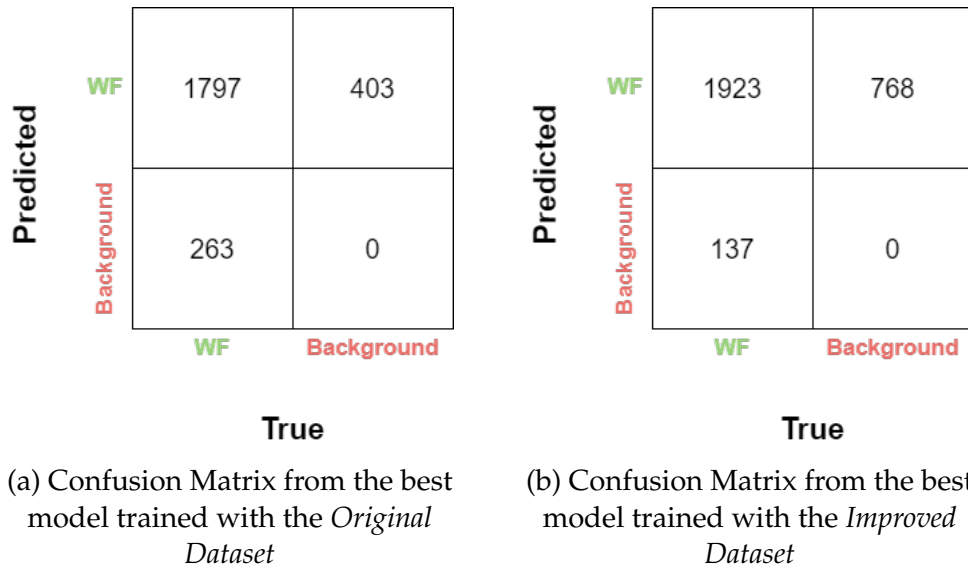 Predicted
WF
1797
403
Background
263
0
WF
Background
True
(a) Confusion Matrix from the best
model trained with the Original
Dataset
Predicted
WF
1923
768
Background
137
0
WF
Background
True
(b) Confusion Matrix from the best
model trained with the Improved
Dataset